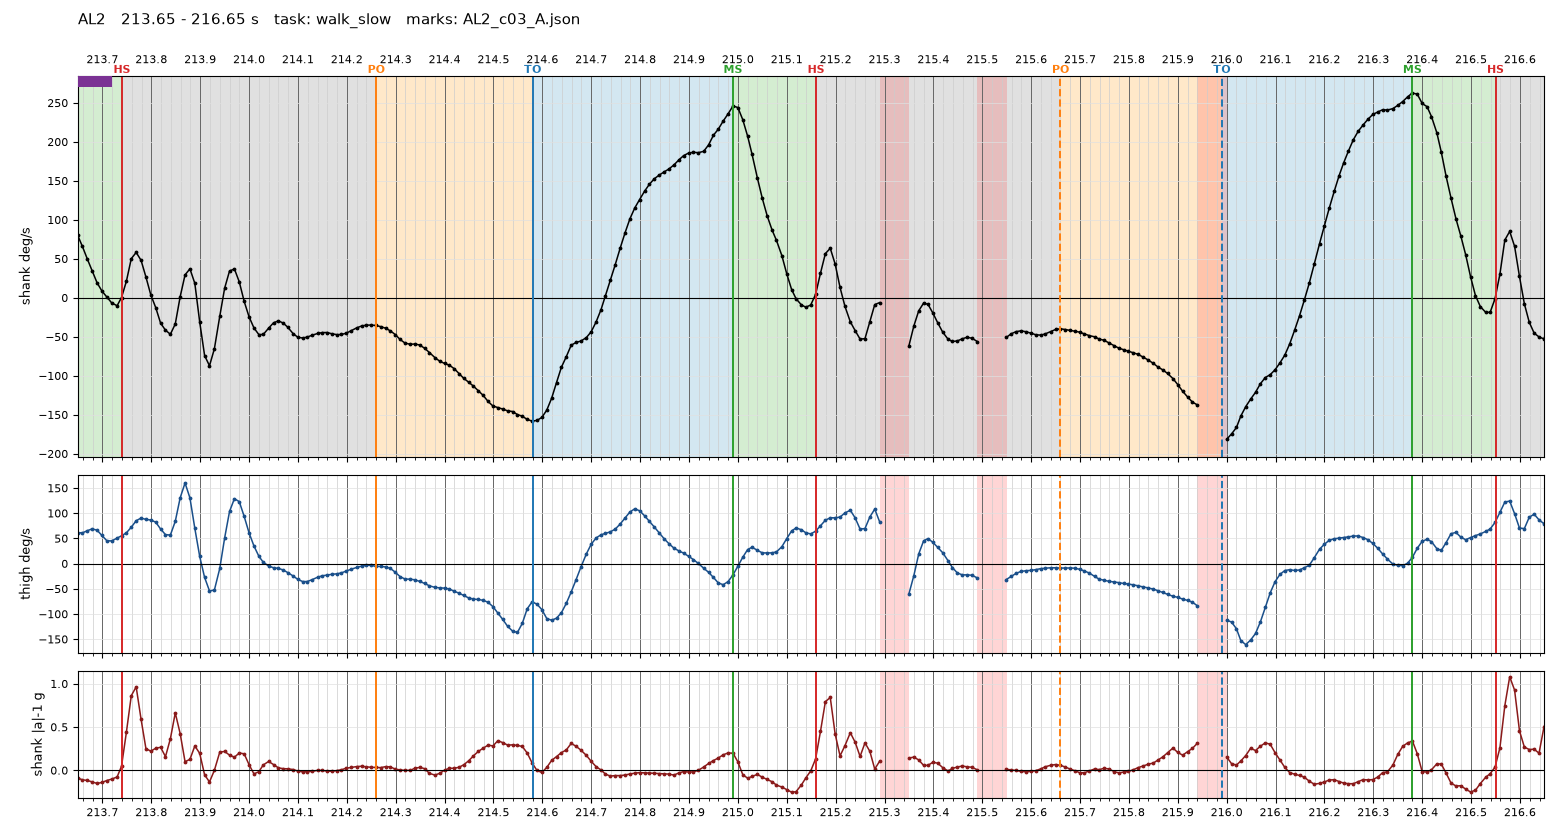 AL2   213.65 - 216.65 s   task: walk_slow   marks: AL2_c03_A.json
213.7 213.8 213.9 214.0 214.1 214.2 214.3 214.4 214.5 214.6 214.7 214.8 214.9 215.0 215.1 215.2 215.3 215.4 215.5 215.6 215.7 215.8 215.9 216.0 216.1 216.2 216.3 216.4 216.5 216.6
HS PO TO MS HS PO TO MS HS
shank deg/s
250
200
150
100
50
0
−50
−100
−150
−200
thigh deg/s
150
100
50
0
−50
−100
−150
shank |a|-1 g
1.0
0.5
0.0
213.7 213.8 213.9 214.0 214.1 214.2 214.3 214.4 214.5 214.6 214.7 214.8 214.9 215.0 215.1 215.2 215.3 215.4 215.5 215.6 215.7 215.8 215.9 216.0 216.1 216.2 216.3 216.4 216.5 216.6